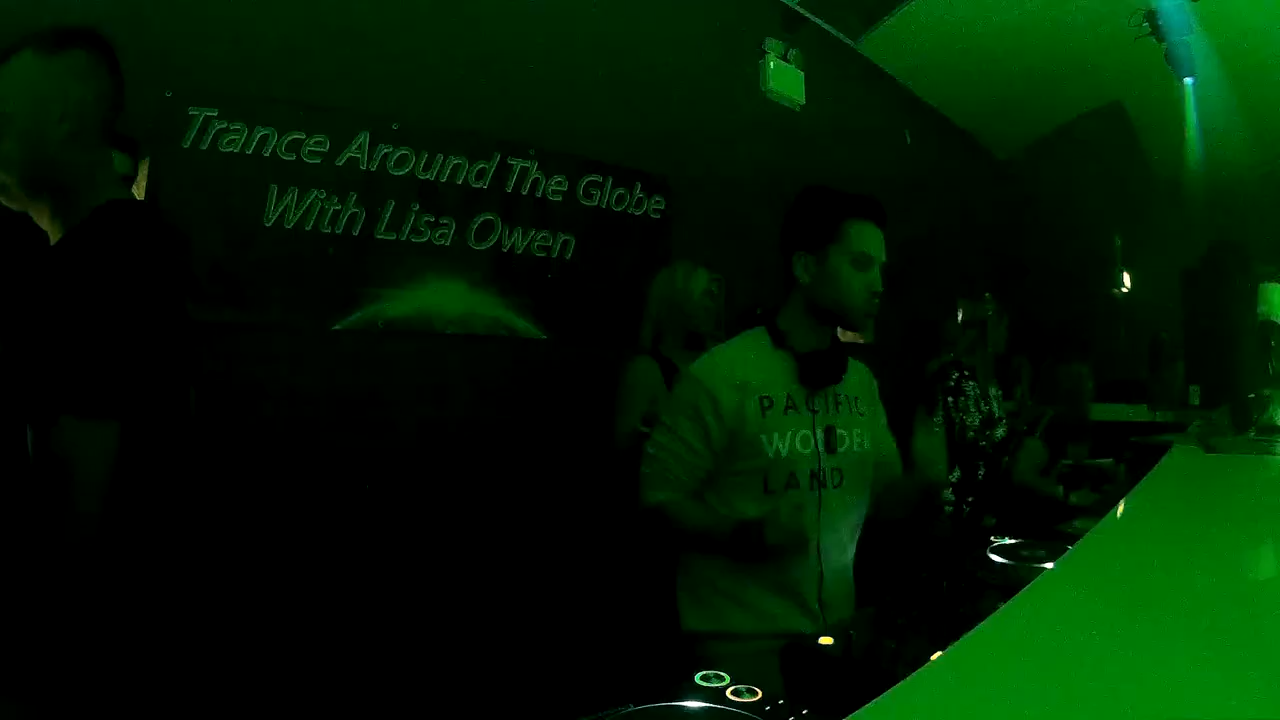 Trance Around The Globe
With Lisa Owen
PACIFIC
WONDER
LAND